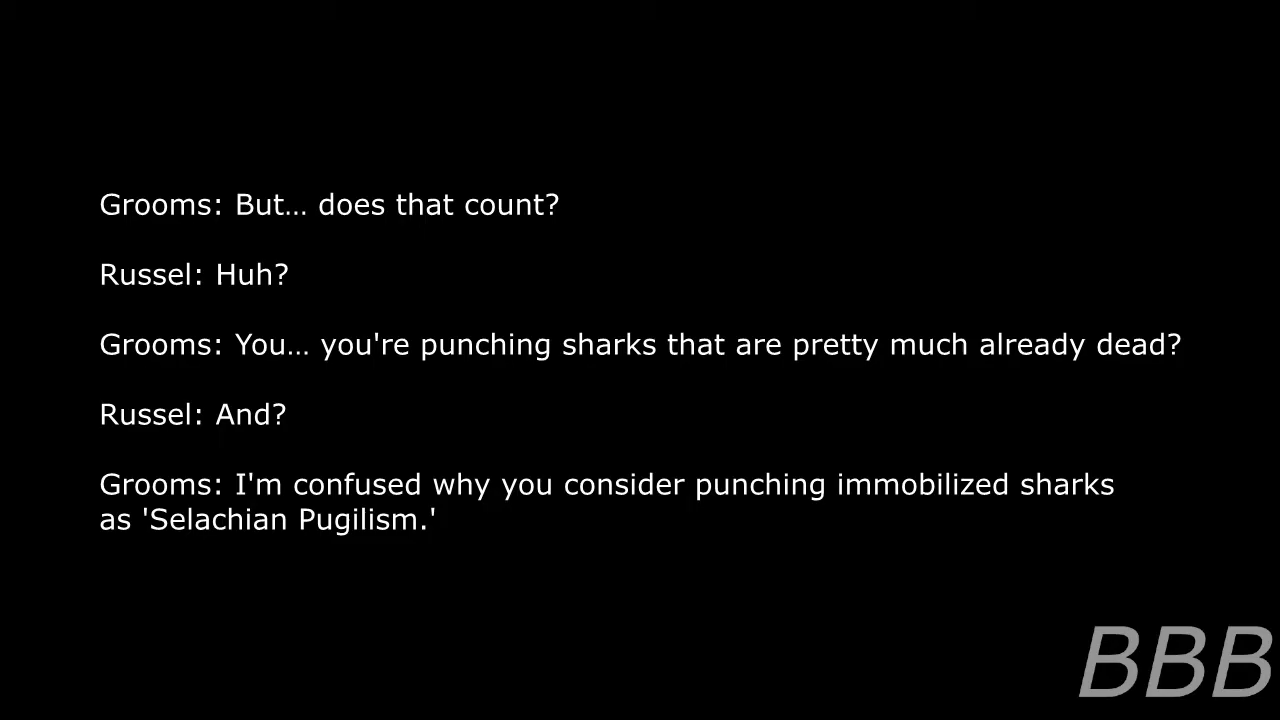 Grooms: But… does that count?
Russel: Huh?
Grooms: You… you're punching sharks that are pretty much already dead?
Russel: And?
Grooms: I'm confused why you consider punching immobilized sharks
as 'Selachian Pugilism.'
BBB